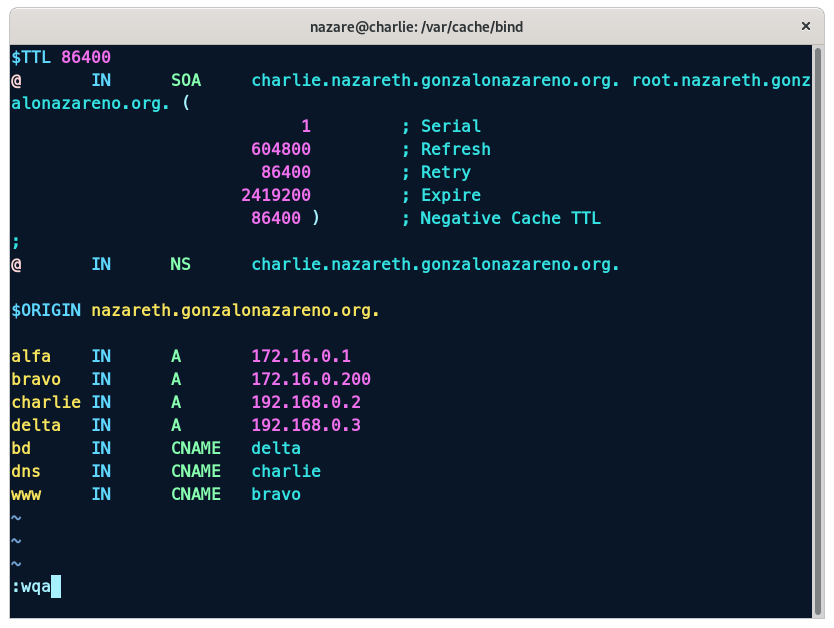 nazare@charlie: /var/cache/bind ×
$TTL 86400
@       IN      SOA     charlie.nazareth.gonzalonazareno.org. root.nazareth.gonz
alonazareno.org. (
                             1         ; Serial
                        604800         ; Refresh
                         86400         ; Retry
                       2419200         ; Expire
                        86400 )        ; Negative Cache TTL
;
@       IN      NS      charlie.nazareth.gonzalonazareno.org.
$ORIGIN nazareth.gonzalonazareno.org.
alfa    IN      A       172.16.0.1
bravo   IN      A       172.16.0.200
charlie IN      A       192.168.0.2
delta   IN      A       192.168.0.3
bd      IN      CNAME   delta
dns     IN      CNAME   charlie
www     IN      CNAME   bravo
~
~
~
:wqa